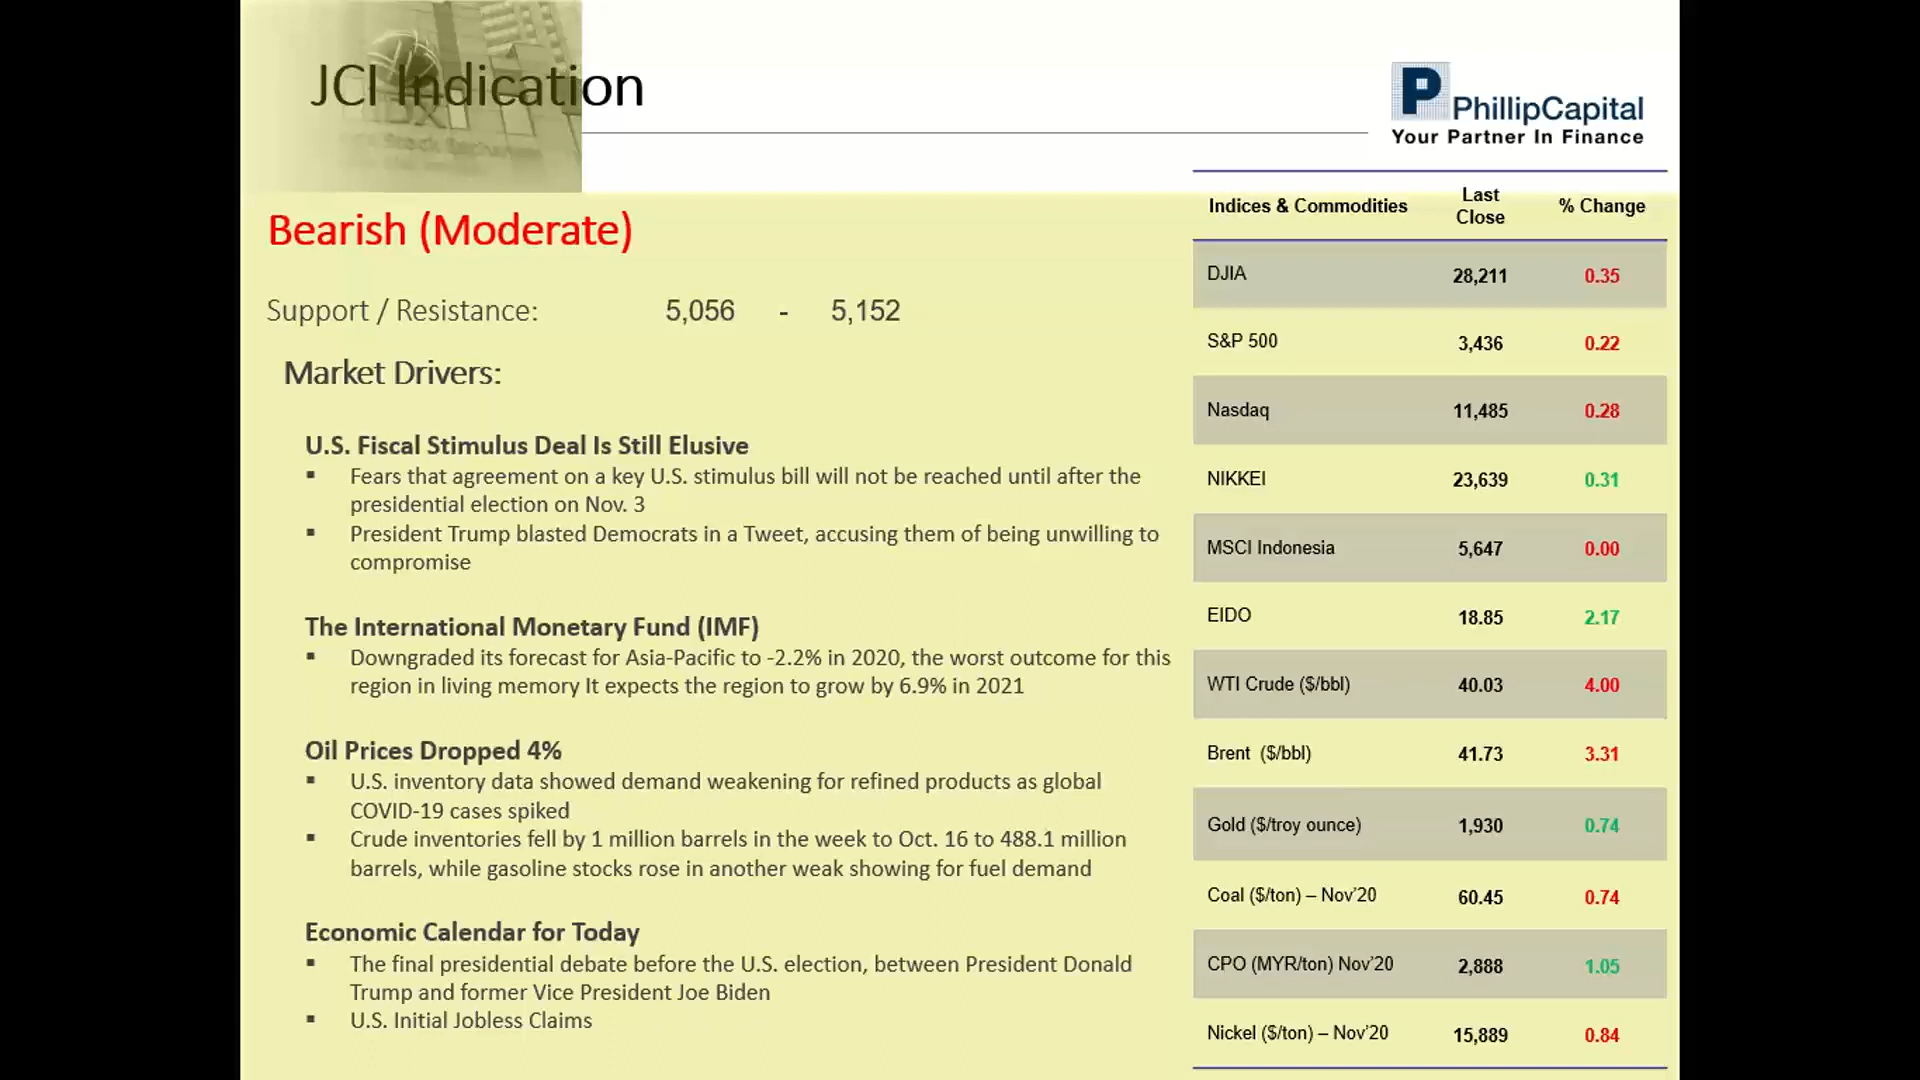 JCI Indication
PhillipCapital
Your Partner In Finance
Bearish (Moderate)
Support / Resistance: 5,056 - 5,152
Market Drivers:
U.S. Fiscal Stimulus Deal Is Still Elusive
▪ Fears that agreement on a key U.S. stimulus bill will not be reached until after the
presidential election on Nov. 3
▪ President Trump blasted Democrats in a Tweet, accusing them of being unwilling to
compromise
The International Monetary Fund (IMF)
▪ Downgraded its forecast for Asia-Pacific to -2.2% in 2020, the worst outcome for this
region in living memory It expects the region to grow by 6.9% in 2021
Oil Prices Dropped 4%
▪ U.S. inventory data showed demand weakening for refined products as global
COVID-19 cases spiked
▪ Crude inventories fell by 1 million barrels in the week to Oct. 16 to 488.1 million
barrels, while gasoline stocks rose in another weak showing for fuel demand
Economic Calendar for Today
▪ The final presidential debate before the U.S. election, between President Donald
Trump and former Vice President Joe Biden
▪ U.S. Initial Jobless Claims
Indices & Commodities Last Close % Change
DJIA 28,211 0.35
S&P 500 3,436 0.22
Nasdaq 11,485 0.28
NIKKEI 23,639 0.31
MSCI Indonesia 5,647 0.00
EIDO 18.85 2.17
WTI Crude ($/bbl) 40.03 4.00
Brent ($/bbl) 41.73 3.31
Gold ($/troy ounce) 1,930 0.74
Coal ($/ton) – Nov’20 60.45 0.74
CPO (MYR/ton) Nov’20 2,888 1.05
Nickel ($/ton) – Nov’20 15,889 0.84